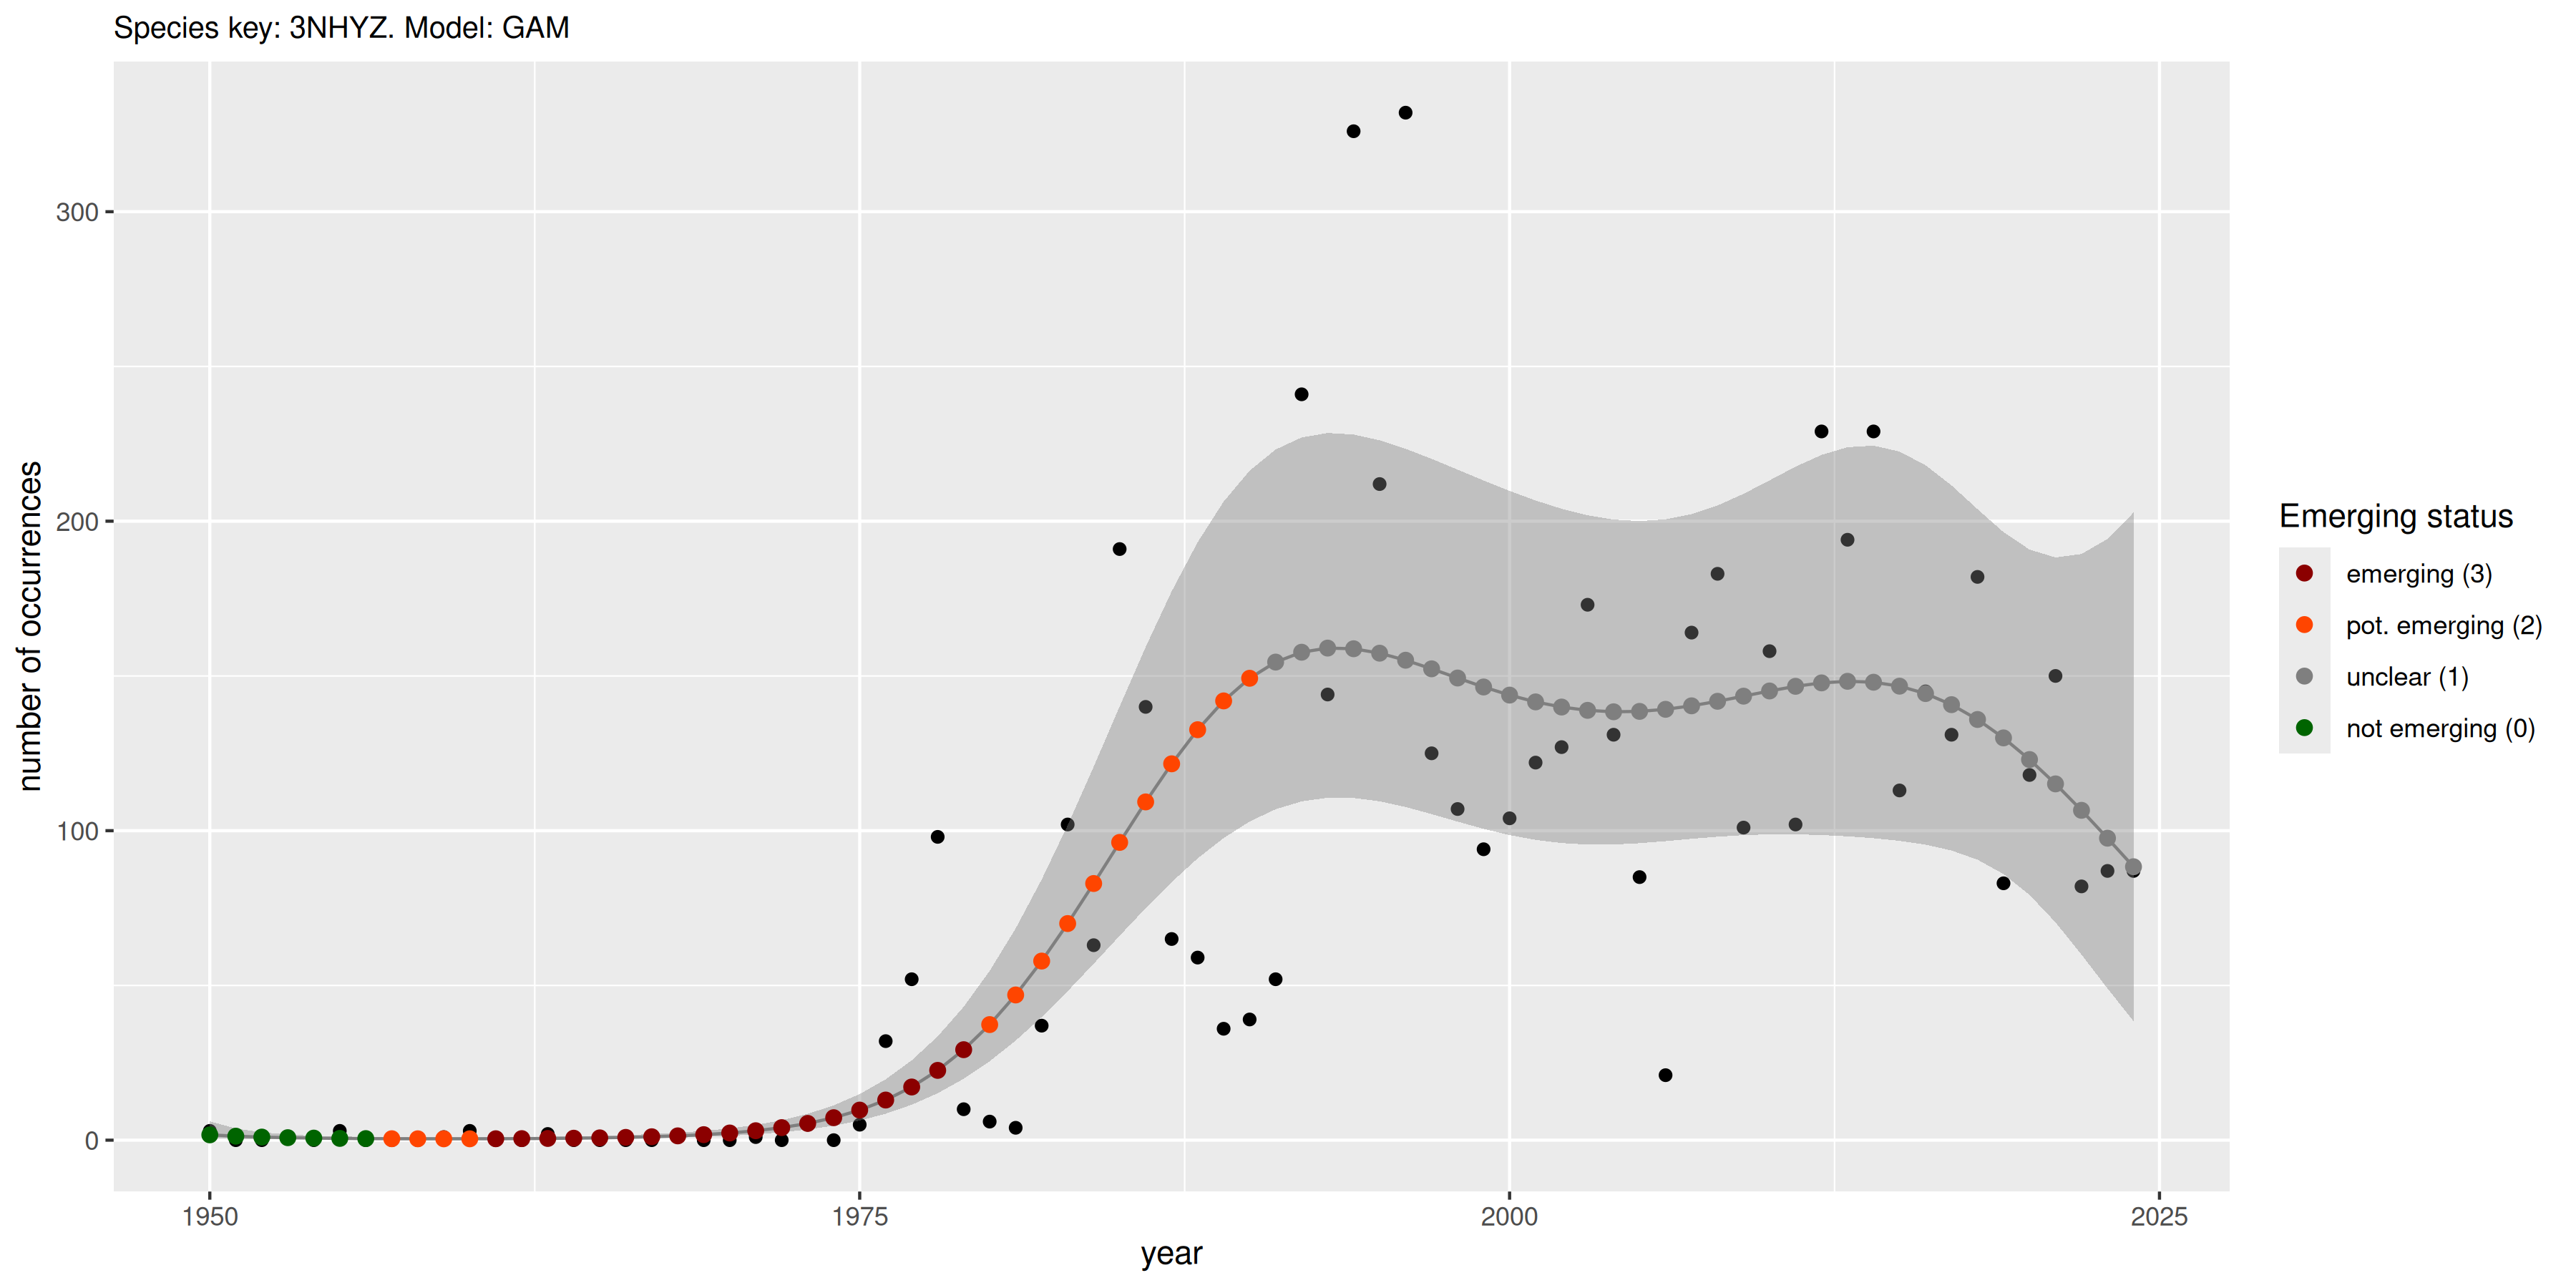 Species key: 3NHYZ. Model: GAM
300
200
100
0
number of occurrences
1950
1975
2000
2025
year
Emerging status
emerging (3)
pot. emerging (2)
unclear (1)
not emerging (0)